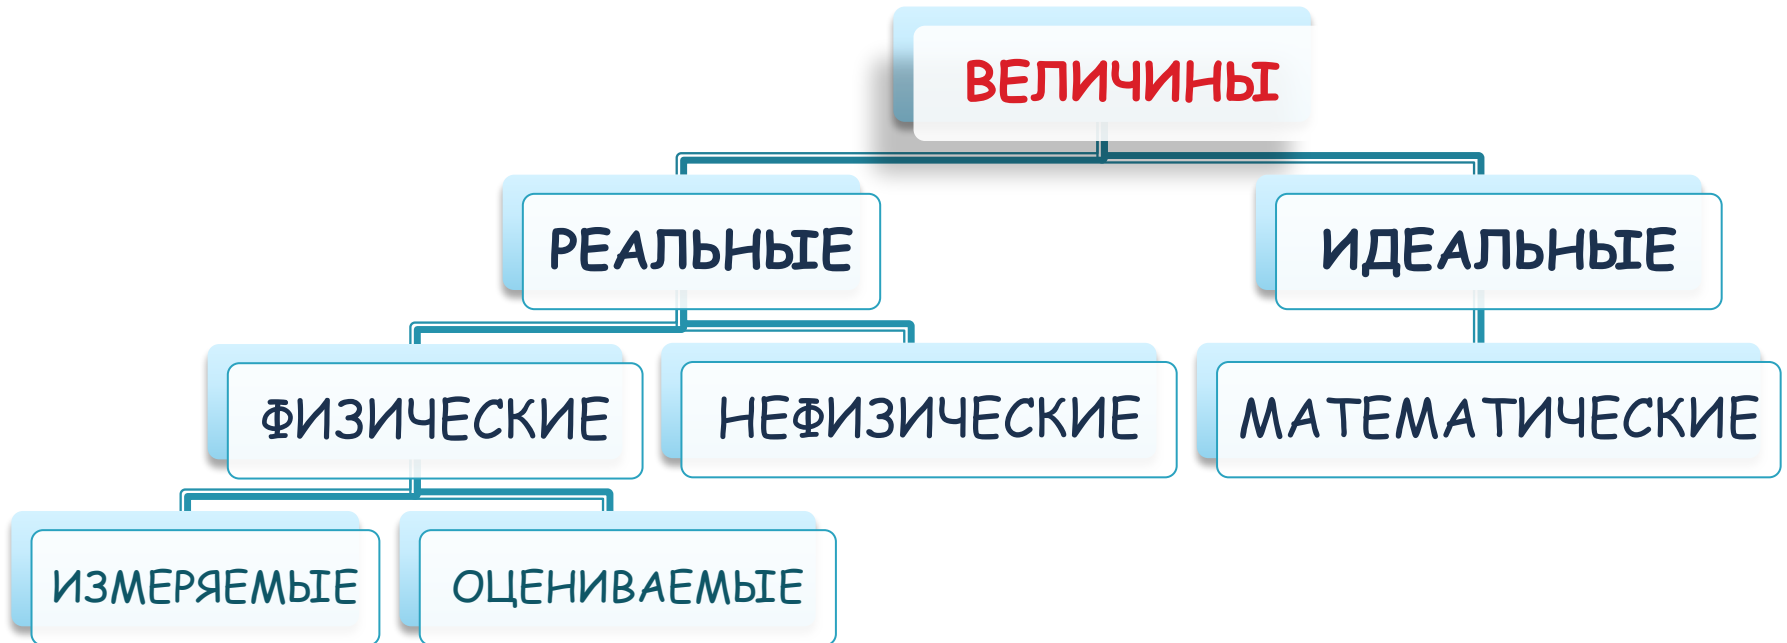 ВЕЛИЧИНЫ
РЕАЛЬНЫЕ
ИДЕАЛЬНЫЕ
ФИЗИЧЕСКИЕ
НЕФИЗИЧЕСКИЕ
МАТЕМАТИЧЕСКИЕ
ИЗМЕРЯЕМЫЕ
ОЦЕНИВАЕМЫЕ